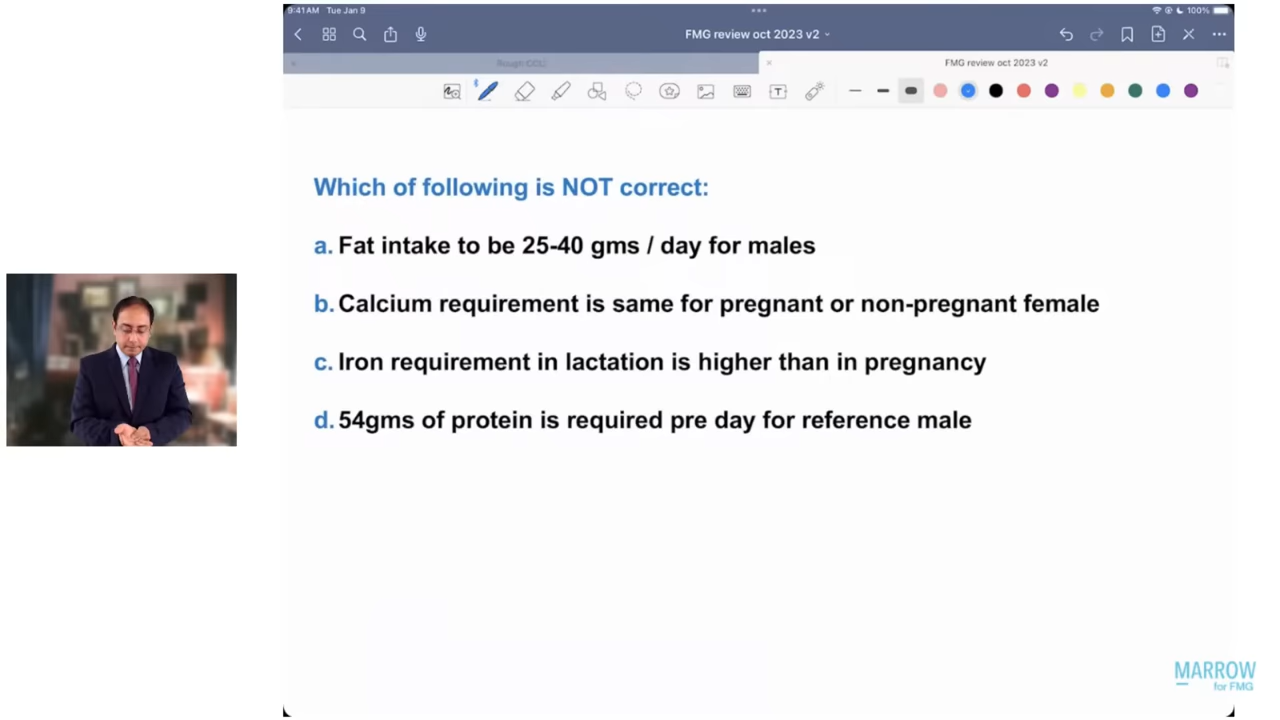 9:41 AM Tue Jan 9
100%
FMG review oct 2023 v2
FMG review oct 2023 v2
T
Which of following is NOT correct:
a. Fat intake to be 25-40 gms / day for males
b. Calcium requirement is same for pregnant or non-pregnant female
c. Iron requirement in lactation is higher than in pregnancy
d. 54gms of protein is required pre day for reference male
MARROW
for FMG